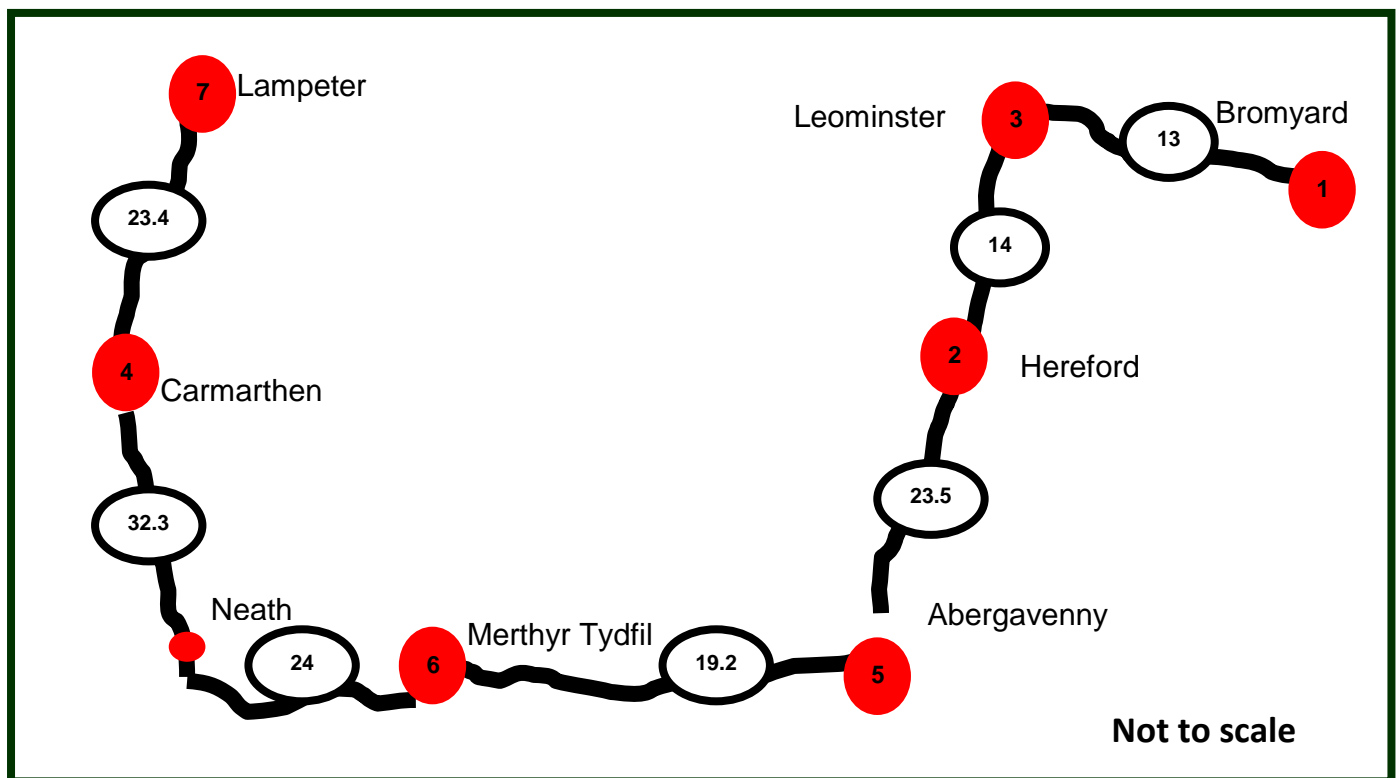 7 Lampeter
Leominster 3
13
Bromyard
1
23.4
14
4 Carmarthen
2 Hereford
32.3
23.5
Neath
24
6 Merthyr Tydfil
19.2
5 Abergavenny
Not to scale